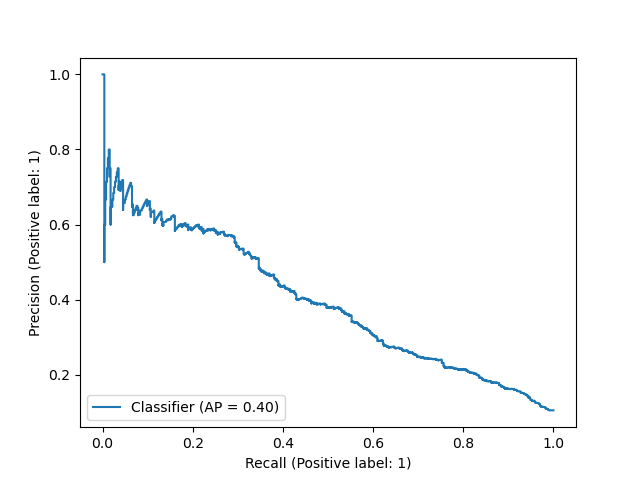 1.0
0.8
0.6
0.4
0.2
Precision (Positive label: 1)
Classifier (AP = 0.40)
0.0 0.2 0.4 0.6 0.8 1.0
Recall (Positive label: 1)